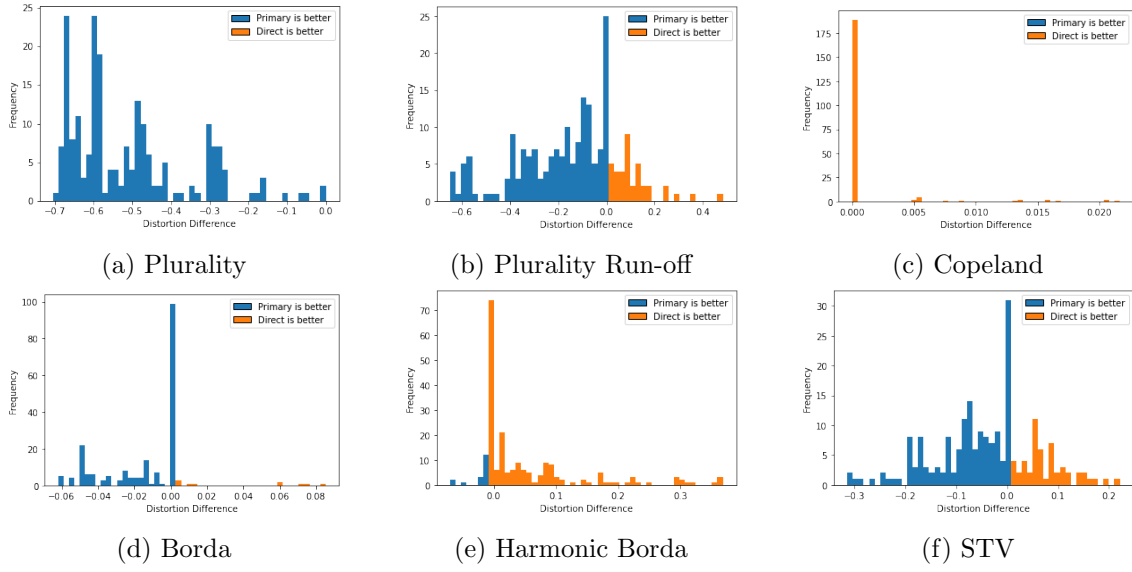 25
20
15
10
5
0
Frequency
Primary is better
Direct is better
−0.7 −0.6 −0.5 −0.4 −0.3 −0.2 −0.1 0.0
Distortion Difference
(a) Plurality
25
20
15
10
5
0
Frequency
Primary is better
Direct is better
−0.6 −0.4 −0.2 0.0 0.2 0.4
Distortion Difference
(b) Plurality Run-off
175
150
125
100
75
50
25
0
Frequency
Primary is better
Direct is better
0.000 0.005 0.010 0.015 0.020
Distortion Difference
(c) Copeland
100
80
60
40
20
0
Frequency
Primary is better
Direct is better
−0.06 −0.04 −0.02 0.00 0.02 0.04 0.06 0.08
Distortion Difference
(d) Borda
70
60
50
40
30
20
10
0
Frequency
Primary is better
Direct is better
0.0 0.1 0.2 0.3
Distortion Difference
(e) Harmonic Borda
30
25
20
15
10
5
0
Frequency
Primary is better
Direct is better
−0.3 −0.2 −0.1 0.0 0.1 0.2
Distortion Difference
(f) STV